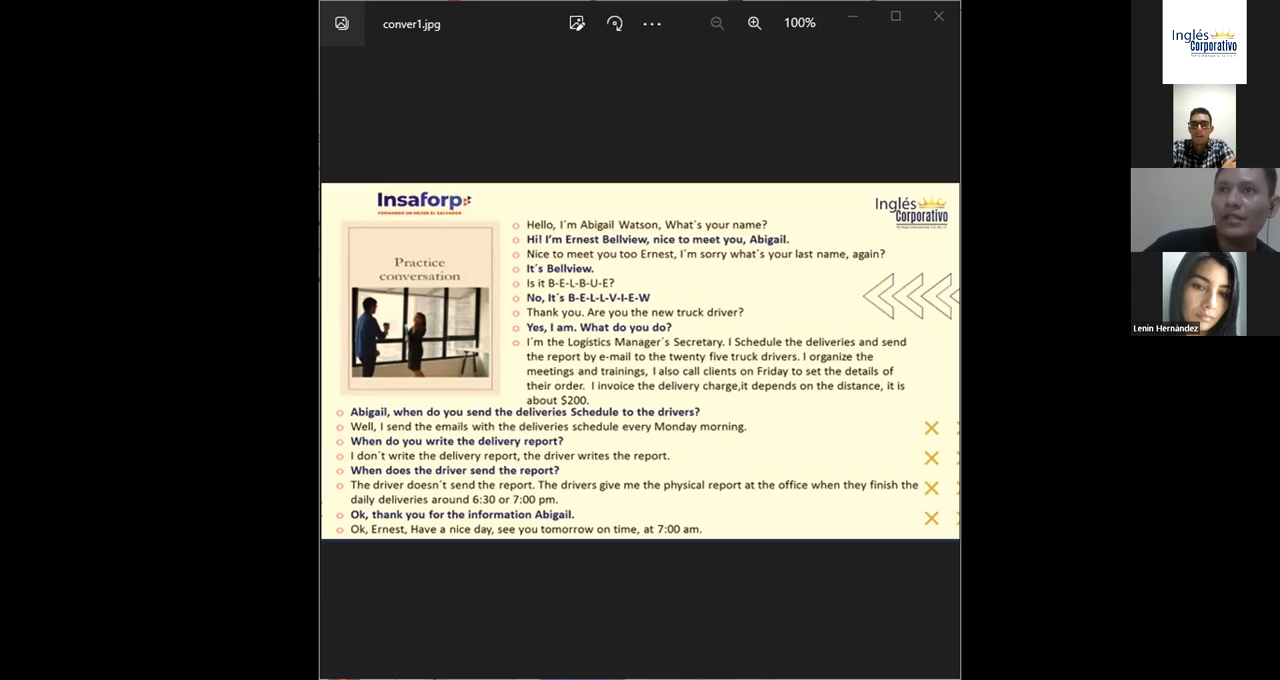 conver1.jpg
100%
Inglés
Corporativo
Insaforp
FORMANDO UN MEJOR EL SALVADOR
Inglés
Corporativo
Practice
conversation
Hello, I´m Abigail Watson, What´s your name?
Hi! I’m Ernest Bellview, nice to meet you, Abigail.
Nice to meet you too Ernest, I´m sorry what´s your last name, again?
It´s Bellview.
Is it B-E-L-B-U-E?
No, It´s B-E-L-L-V-I-E-W
Thank you. Are you the new truck driver?
Yes, I am. What do you do?
I´m the Logistics Manager´s Secretary. I Schedule the deliveries and send
the report by e-mail to the twenty five truck drivers. I organize the
meetings and trainings, I also call clients on Friday to set the details of
their order. I invoice the delivery charge,it depends on the distance, it is
about $200.
Abigail, when do you send the deliveries Schedule to the drivers?
Well, I send the emails with the deliveries schedule every Monday morning.
When do you write the delivery report?
I don´t write the delivery report, the driver writes the report.
When does the driver send the report?
The driver doesn´t send the report. The drivers give me the physical report at the office when they finish the
daily deliveries around 6:30 or 7:00 pm.
Ok, thank you for the information Abigail.
Ok, Ernest, Have a nice day, see you tomorrow on time, at 7:00 am.
Lenin Hernández